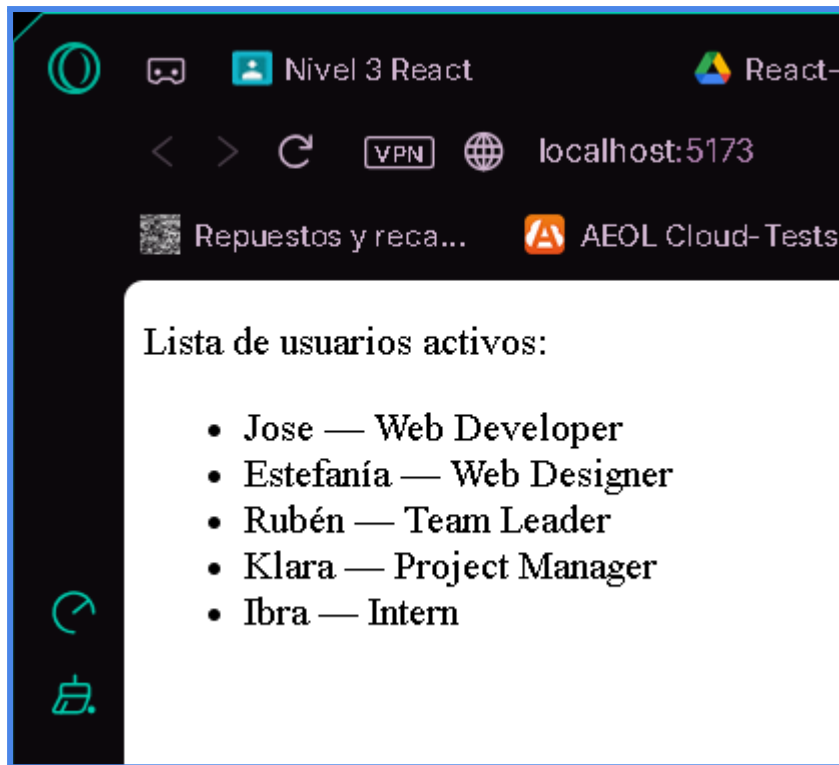 Nivel 3 React
React-
VPN localhost:5173
Repuestos y reca...
AEOL Cloud-Tests
Lista de usuarios activos:
• Jose — Web Developer
• Estefanía — Web Designer
• Rubén — Team Leader
• Klara — Project Manager
• Ibra — Intern